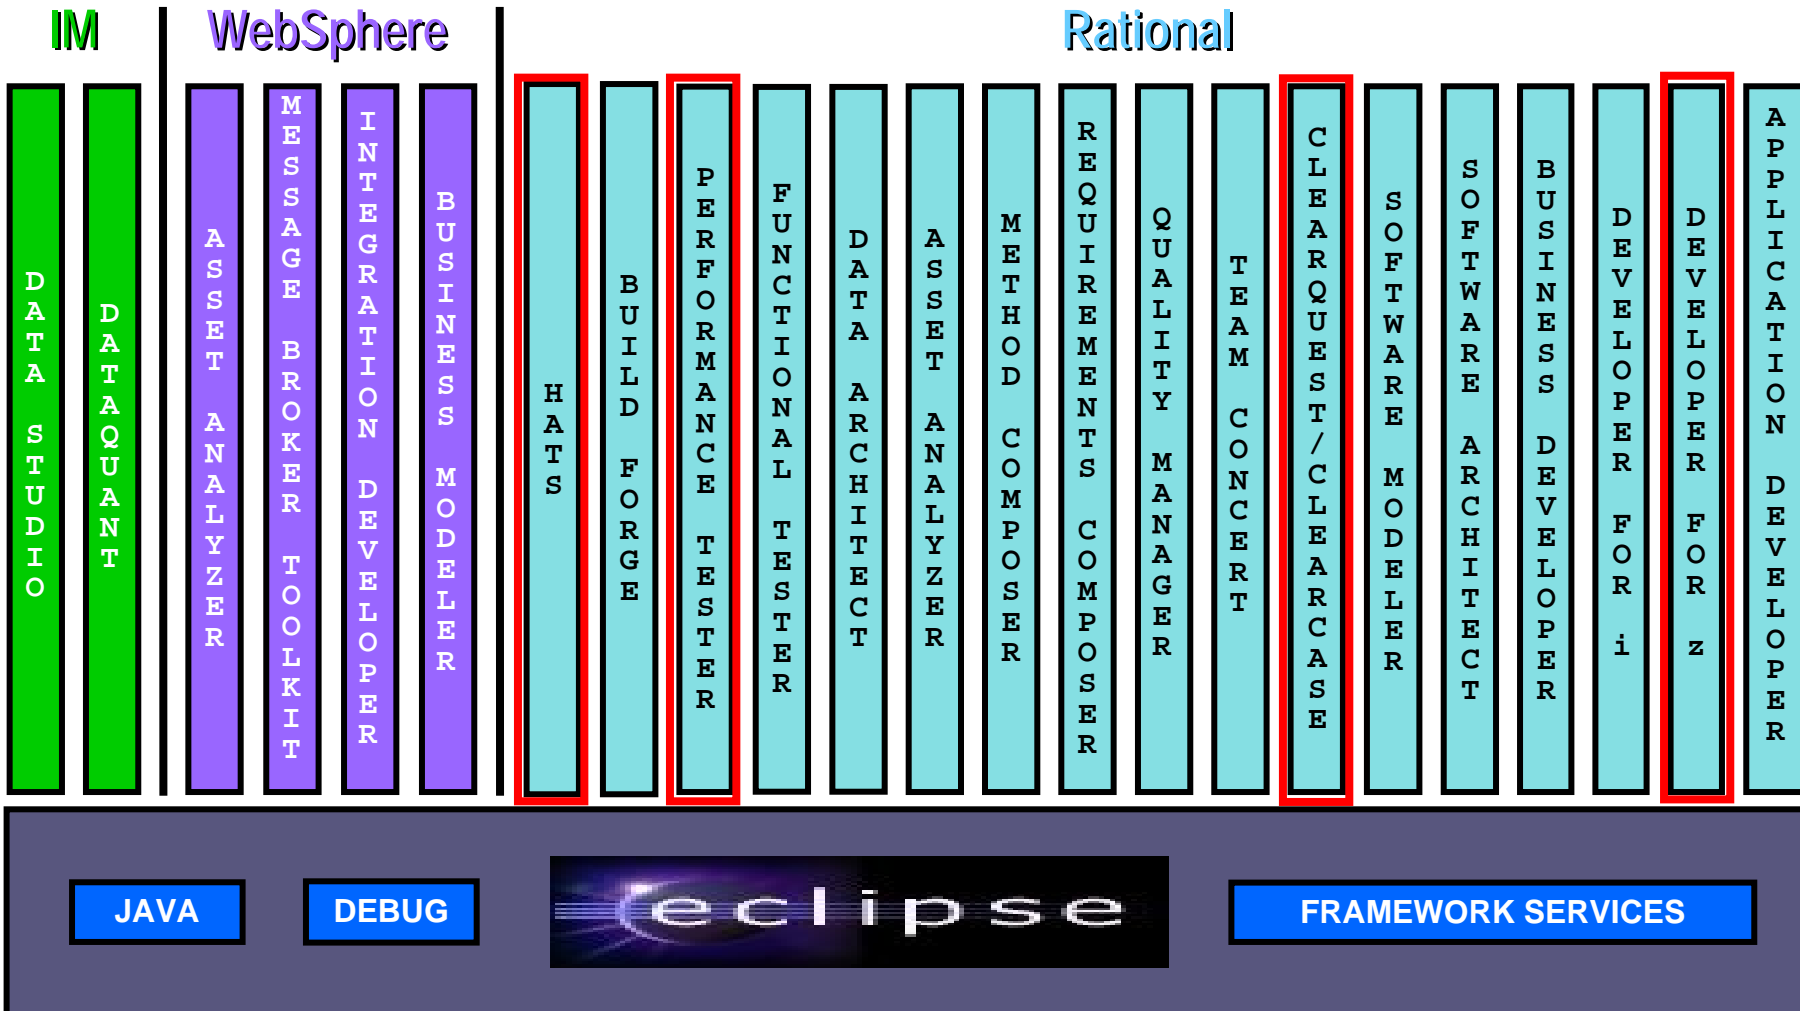 IM
WebSphere
Rational
DATA STUDIO
DATAQUANT
ASSET ANALYZER
MESSAGE BROKER TOOLKIT
INTEGRATION DEVELOPER
BUSINESS MODELER
HATS
BUILD FORGE
PERFORMANCE TESTER
FUNCTIONAL TESTER
DATA ARCHITECT
ASSET ANALYZER
METHOD COMPOSER
REQUIREMENTS COMPOSER
QUALITY MANAGER
TEAM CONCERT
CLEARQUEST/CLEARCASE
SOFTWARE MODELER
SOFTWARE ARCHITECT
BUSINESS DEVELOPER
DEVELOPER FOR i
DEVELOPER FOR z
APPLICATION DEVELOPER
JAVA
DEBUG
eclipse
FRAMEWORK SERVICES